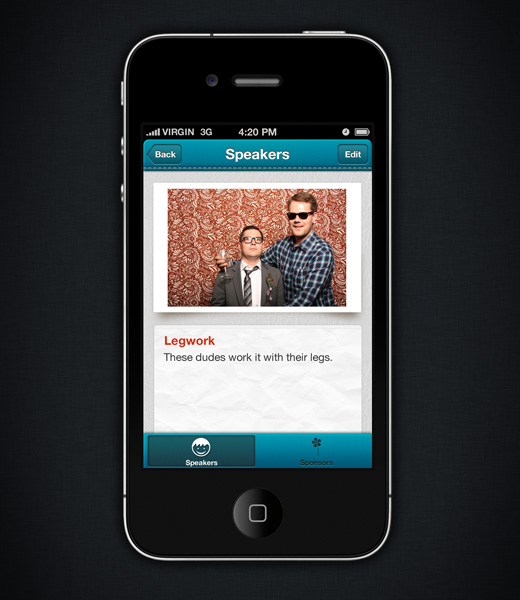 VIRGIN 3G 4:20 PM
Back Speakers Edit
Legwork
These dudes work it with their legs.
Speakers Sponsors